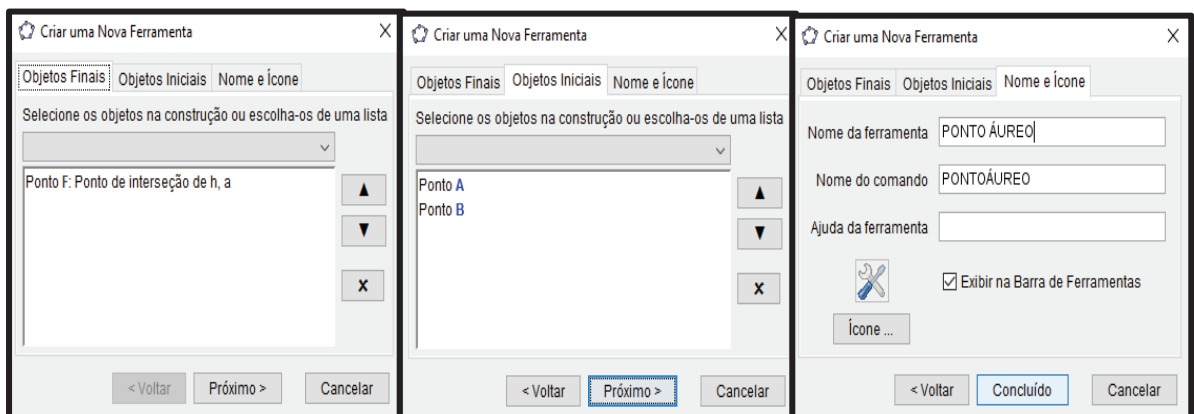 Criar uma Nova Ferramenta X
Objetos Finais Objetos Iniciais Nome e Ícone
Selecione os objetos na construção ou escolha-os de uma lista
Ponto F: Ponto de interseção de h, a
▲
▼
x
< Voltar Próximo > Cancelar
Criar uma Nova Ferramenta X
Objetos Finais Objetos Iniciais Nome e Ícone
Selecione os objetos na construção ou escolha-os de uma lista
Ponto A
Ponto B
▲
▼
x
< Voltar Próximo > Cancelar
Criar uma Nova Ferramenta X
Objetos Finais Objetos Iniciais Nome e Ícone
Nome da ferramenta PONTO ÁUREO
Nome do comando PONTOÁUREO
Ajuda da ferramenta
Exibir na Barra de Ferramentas
Ícone ...
< Voltar Concluído Cancelar